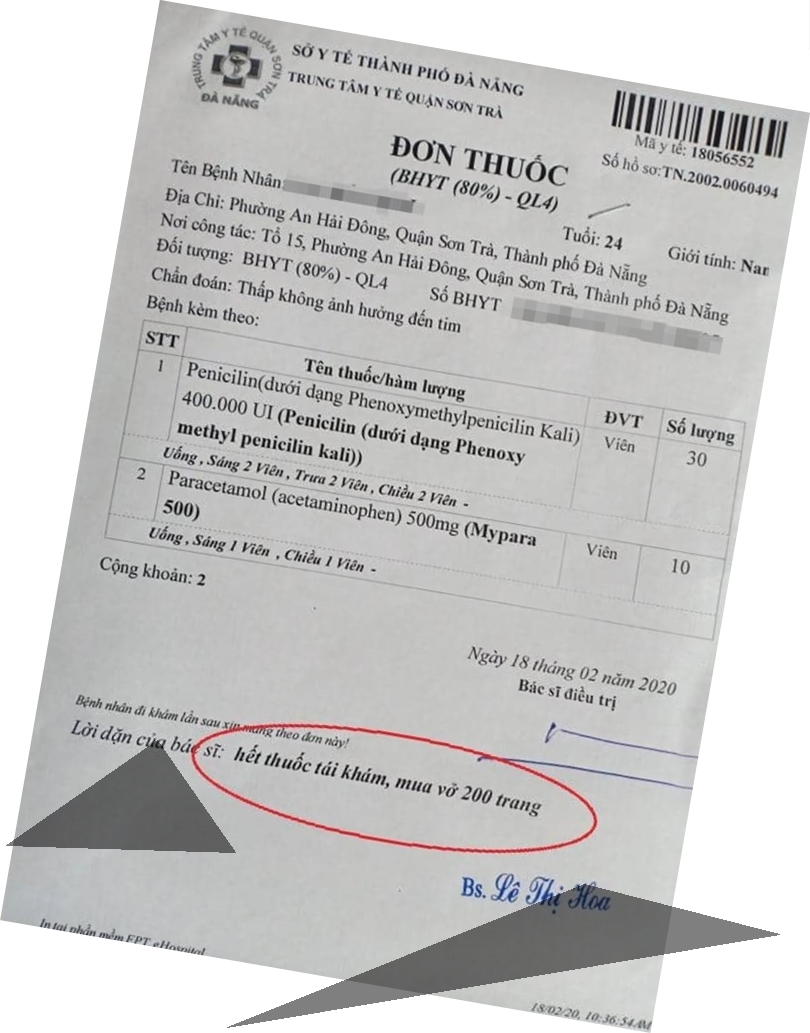 TRUNG TÂM Y TẾ QUẬN SƠN TRÀ
ĐÀ NẴNG
SỞ Y TẾ THÀNH PHỐ ĐÀ NẴNG
TRUNG TÂM Y TẾ QUẬN SƠN TRÀ
Mã y tế: 18056552
Số hồ sơ:TN.2002.0060494
ĐƠN THUỐC
(BHYT (80%) - QL4)
Tên Bệnh Nhân
Tuổi: 24
Giới tính: Nam
Địa Chỉ: Phường An Hải Đông, Quận Sơn Trà, Thành phố Đà Nẵng
Nơi công tác: Tổ 15, Phường An Hải Đông, Quận Sơn Trà, Thành phố Đà Nẵng
Đối tượng: BHYT (80%) - QL4 Số BHYT
Chẩn đoán: Thấp không ảnh hưởng đến tim
Bệnh kèm theo:
STT Tên thuốc/hàm lượng ĐVT Số lượng
1 Penicilin(dưới dạng Phenoxymethylpenicilin Kali) Viên 30
400.000 UI (Penicilin (dưới dạng Phenoxy
methyl penicilin kali))
Uống , Sáng 2 Viên , Trưa 2 Viên , Chiều 2 Viên -
2 Paracetamol (acetaminophen) 500mg (Mypara Viên 10
500)
Uống , Sáng 1 Viên , Chiều 1 Viên -
Cộng khoản: 2
Ngày 18 tháng 02 năm 2020
Bác sĩ điều trị
Bệnh nhân đi khám lần sau xin mang theo đơn này!
Lời dặn của bác sĩ: hết thuốc tái khám, mua vở 200 trang
Bs. Lê Thị Hoa
In tại phần mềm FPT eHospital
18/02/20, 10:36:54AM